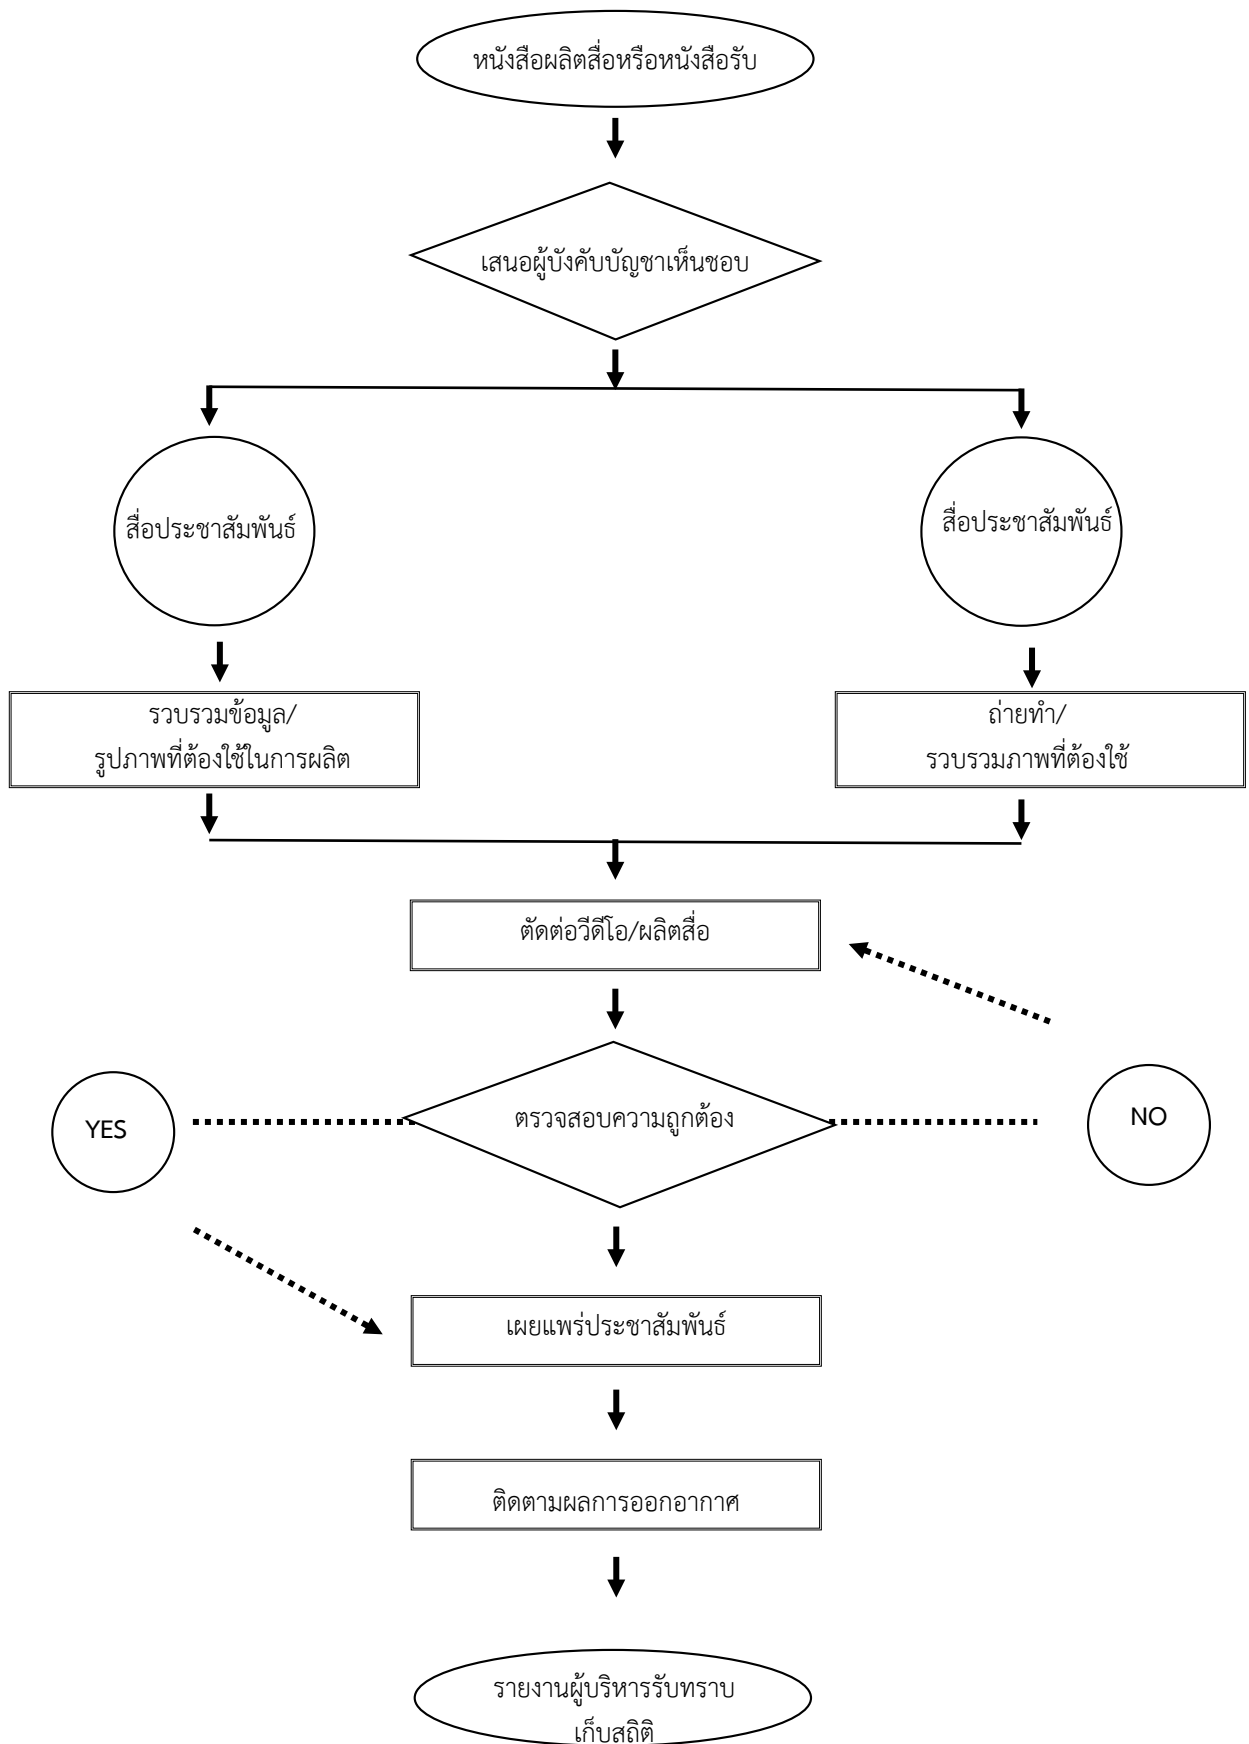 หนังสือผลิตสื่อหรือหนังสือรับ
เสนอผู้บังคับบัญชาเห็นชอบ
สื่อประชาสัมพันธ์
สื่อประชาสัมพันธ์
รวบรวมข้อมูล/
รูปภาพที่ต้องใช้ในการผลิต
ถ่ายทำ/
รวบรวมภาพที่ต้องใช้
ตัดต่อวีดีโอ/ผลิตสื่อ
YES
ตรวจสอบความถูกต้อง
NO
เผยแพร่ประชาสัมพันธ์
ติดตามผลการออกอากาศ
รายงานผู้บริหารรับทราบ
เก็บสถิติ